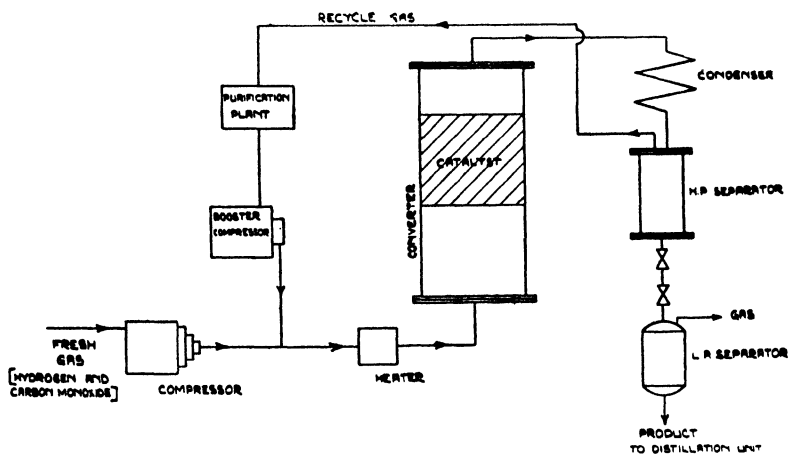 RECYCLE GAS
CONDENSER
PURIFICATION
PLANT
CATALYST
CONVERTER
H.P SEPARATOR
BOOSTER
COMPRESSOR
GAS
FRESH
GAS
[HYDROGEN AND
CARBON MONOXIDE]
COMPRESSOR
HEATER
L.P. SEPARATOR
PRODUCT
TO DISTILLATION UNIT